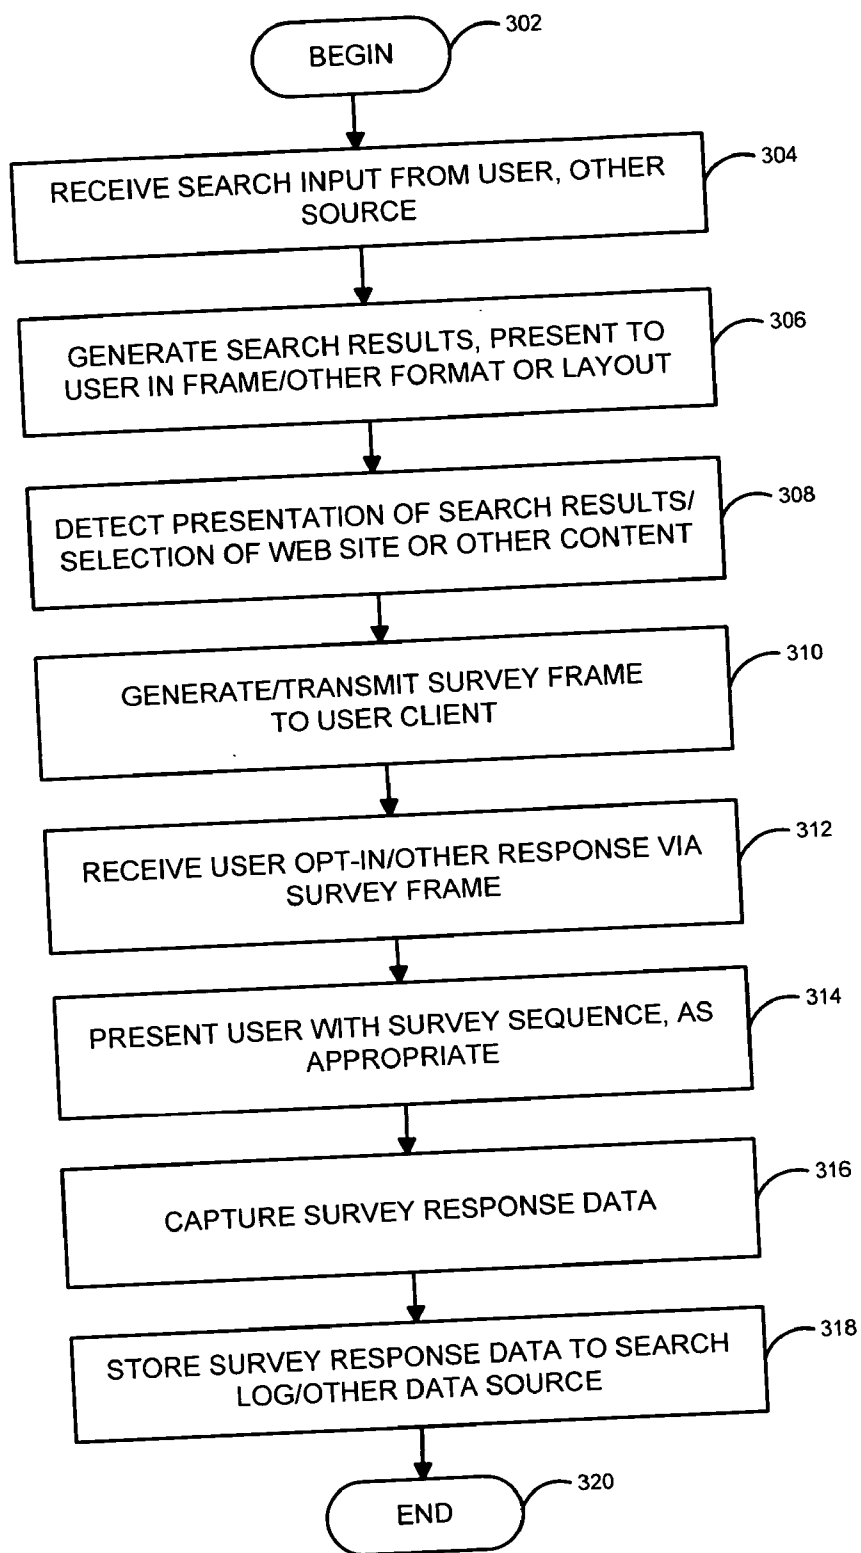 BEGIN
302
RECEIVE SEARCH INPUT FROM USER, OTHER
SOURCE
304
GENERATE SEARCH RESULTS, PRESENT TO
USER IN FRAME/OTHER FORMAT OR LAYOUT
306
DETECT PRESENTATION OF SEARCH RESULTS/
SELECTION OF WEB SITE OR OTHER CONTENT
308
GENERATE/TRANSMIT SURVEY FRAME
TO USER CLIENT
310
RECEIVE USER OPT-IN/OTHER RESPONSE VIA
SURVEY FRAME
312
PRESENT USER WITH SURVEY SEQUENCE, AS
APPROPRIATE
314
CAPTURE SURVEY RESPONSE DATA
316
STORE SURVEY RESPONSE DATA TO SEARCH
LOG/OTHER DATA SOURCE
318
END
320